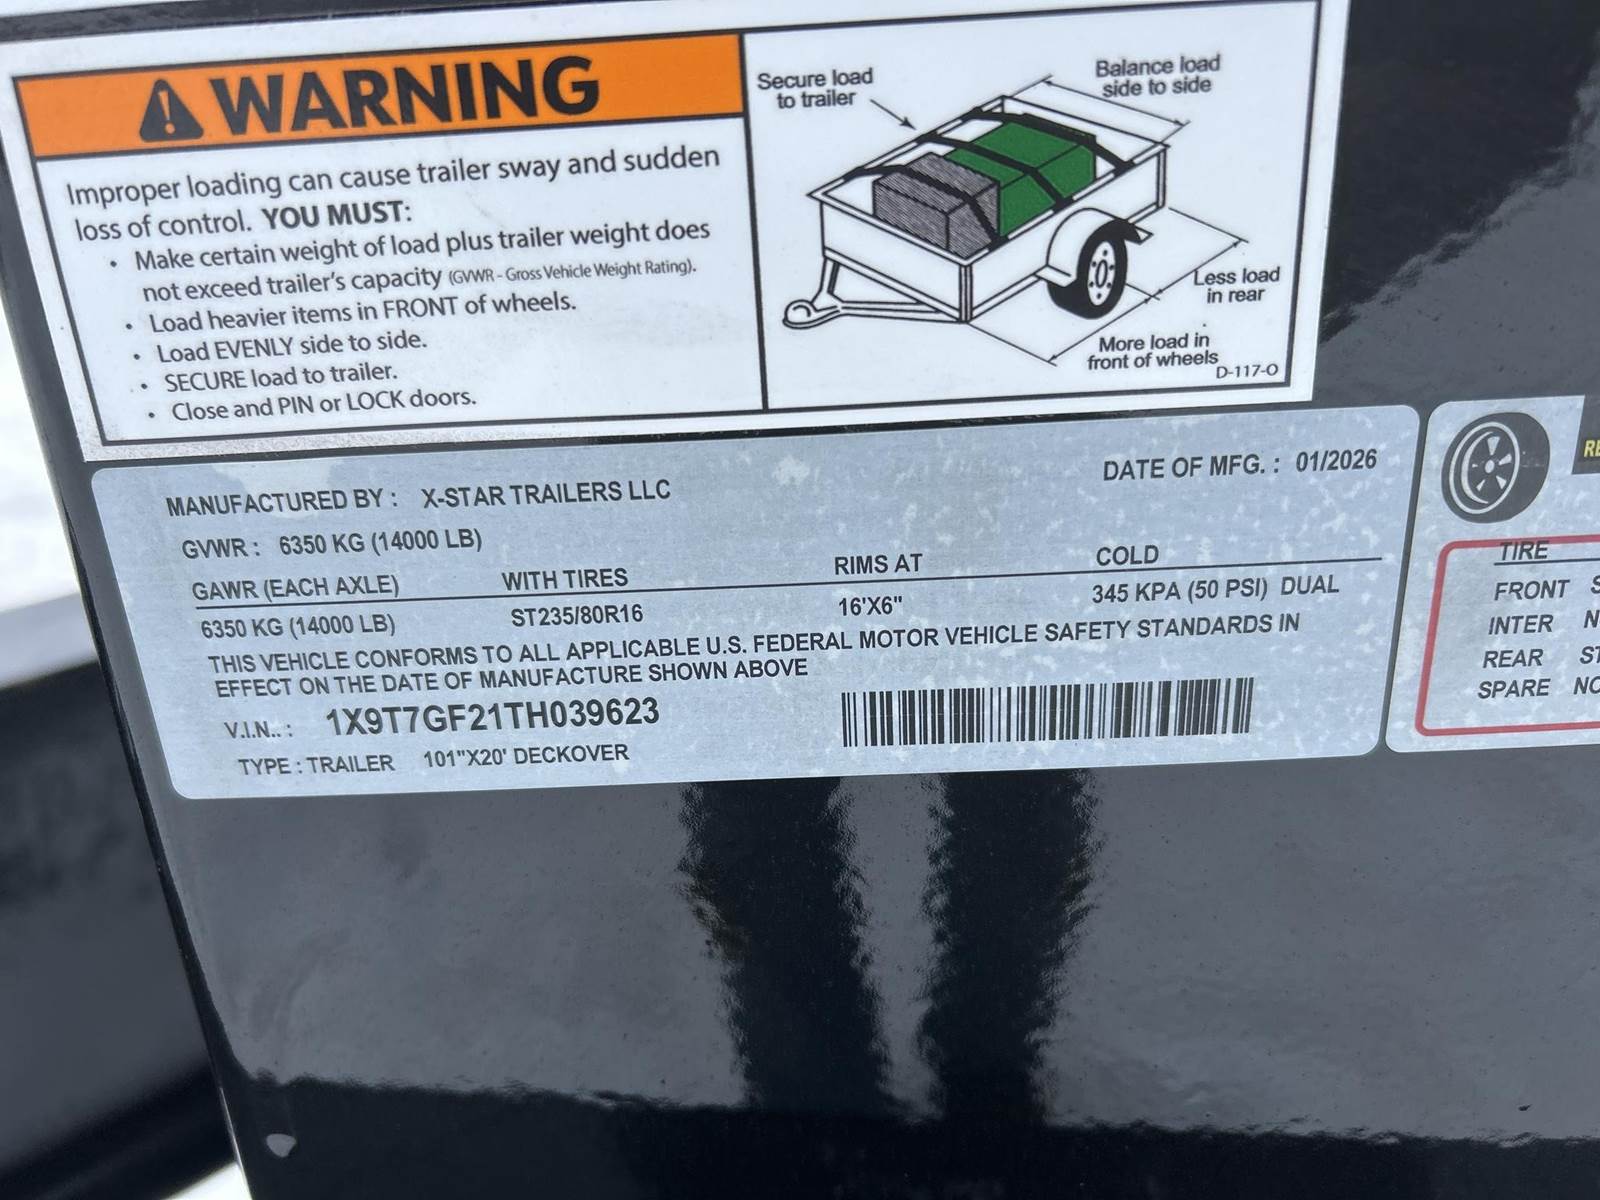 WARNING
Improper loading can cause trailer sway and sudden
loss of control. YOU MUST:
• Make certain weight of load plus trailer weight does
not exceed trailer's capacity (GVWR - Gross Vehicle Weight Rating).
• Load heavier items in FRONT of wheels.
• Load EVENLY side to side.
• SECURE load to trailer.
• Close and PIN or LOCK doors.
Secure load
to trailer
Balance load
side to side
Less load
in rear
More load in
front of wheels
D-117-O
MANUFACTURED BY : X-STAR TRAILERS LLC
DATE OF MFG. : 01/2026
GVWR : 6350 KG (14000 LB)
GAWR (EACH AXLE) WITH TIRES RIMS AT COLD
6350 KG (14000 LB) ST235/80R16 16'X6" 345 KPA (50 PSI) DUAL
THIS VEHICLE CONFORMS TO ALL APPLICABLE U.S. FEDERAL MOTOR VEHICLE SAFETY STANDARDS IN
EFFECT ON THE DATE OF MANUFACTURE SHOWN ABOVE
V.I.N.. : 1X9T7GF21TH039623
TYPE : TRAILER 101"X20' DECKOVER
TIRE
FRONT
INTER
REAR
SPARE